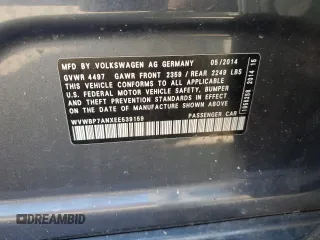 MFD BY VOLKSWAGEN AG GERMANY 05/2014
GVWR 4497 GAWR FRONT 2359 / REAR 2249 LBS
THIS VEHICLE CONFORMS TO ALL APPLICABLE
FEDERAL MOTOR VEHICLE SAFETY, BUMPER
AND THEFT PREVENTION STANDARDS IN EFFECT
ON THE DATE OF MANUFACTURE SHOWN ABOVE
WVWBP7ANXEE539159 PASSENGER CAR
DREAMBID